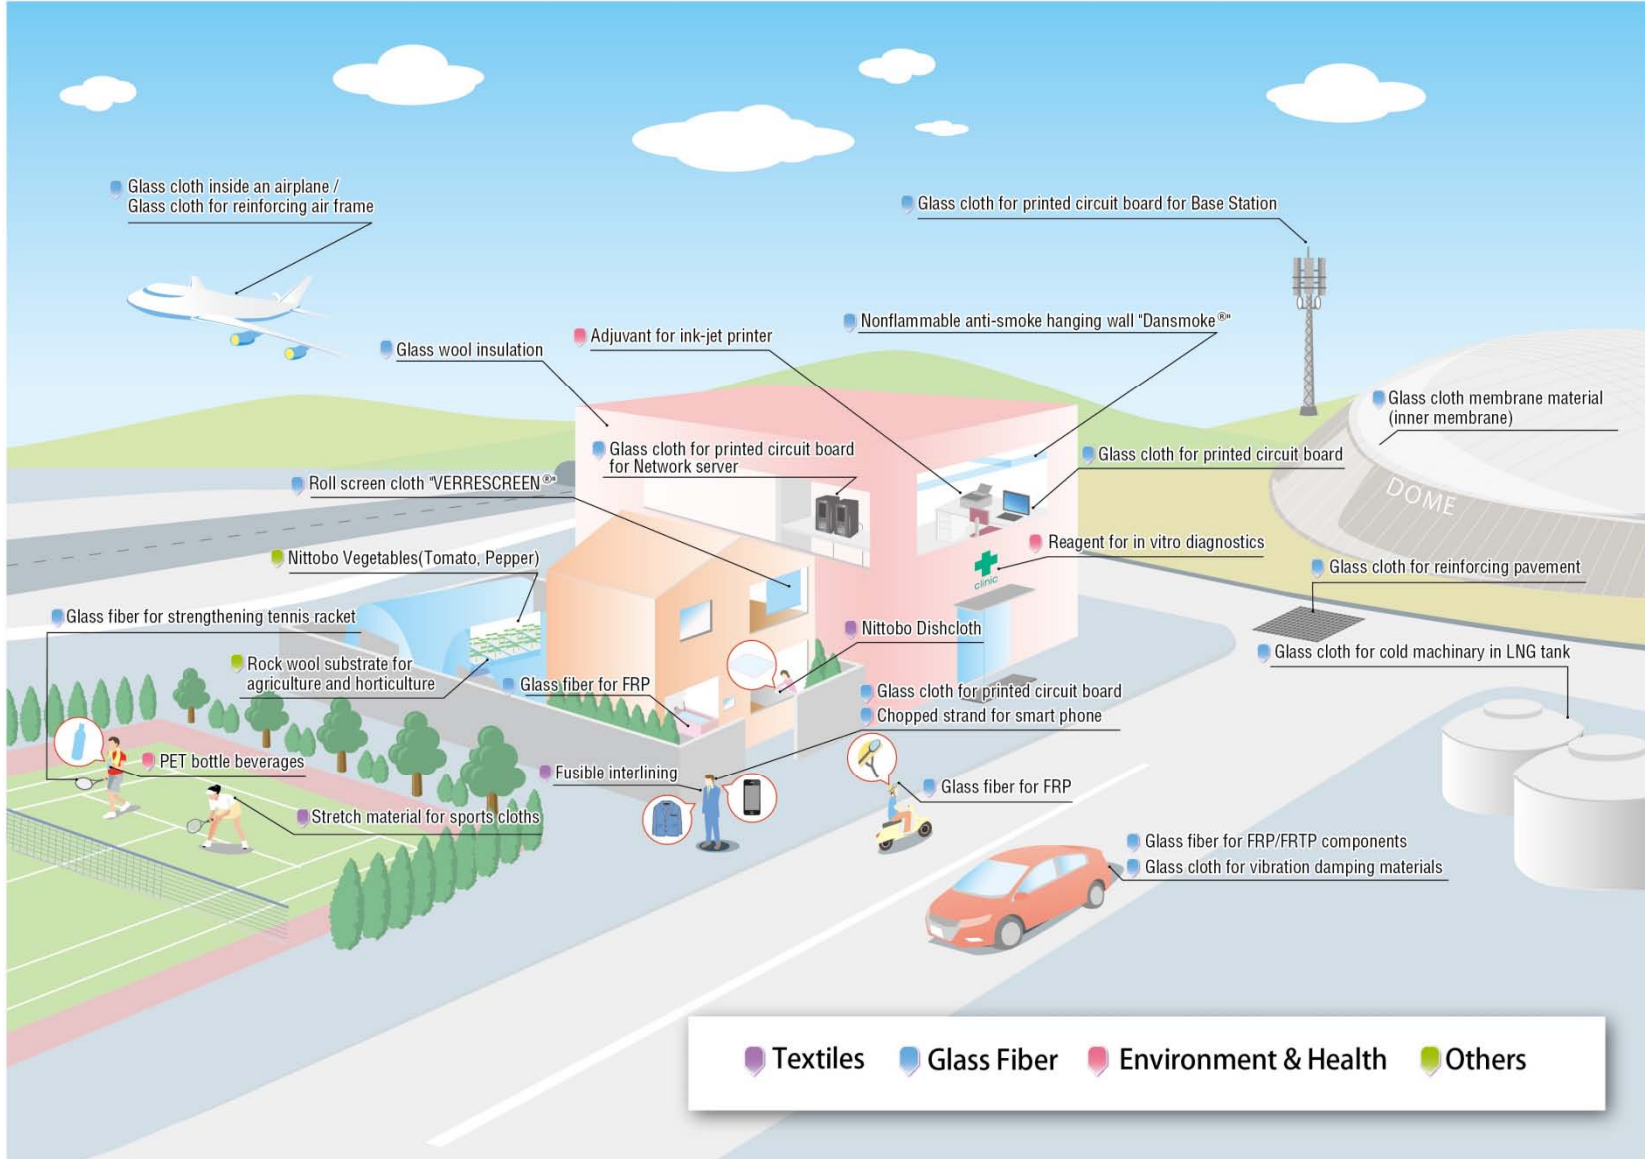 Glass cloth inside an airplane /
Glass cloth for reinforcing air frame
Glass cloth for printed circuit board for Base Station
Nonflammable anti-smoke hanging wall "Dansmoke®"
Adjuvant for ink-jet printer
Glass wool insulation
Glass cloth membrane material
(inner membrane)
Glass cloth for printed circuit board
for Network server
Glass cloth for printed circuit board
Roll screen cloth "VERRESCREEN®"
DOME
Reagent for in vitro diagnostics
Nittobo Vegetables(Tomato, Pepper)
clinic
Glass cloth for reinforcing pavement
Glass fiber for strengthening tennis racket
Nittobo Dishcloth
Rock wool substrate for
agriculture and horticulture
Glass cloth for cold machinary in LNG tank
Glass fiber for FRP
Glass cloth for printed circuit board
Chopped strand for smart phone
PET bottle beverages
Fusible interlining
Glass fiber for FRP
Stretch material for sports cloths
Glass fiber for FRP/FRTP components
Glass cloth for vibration damping materials
Textiles
Glass Fiber
Environment & Health
Others